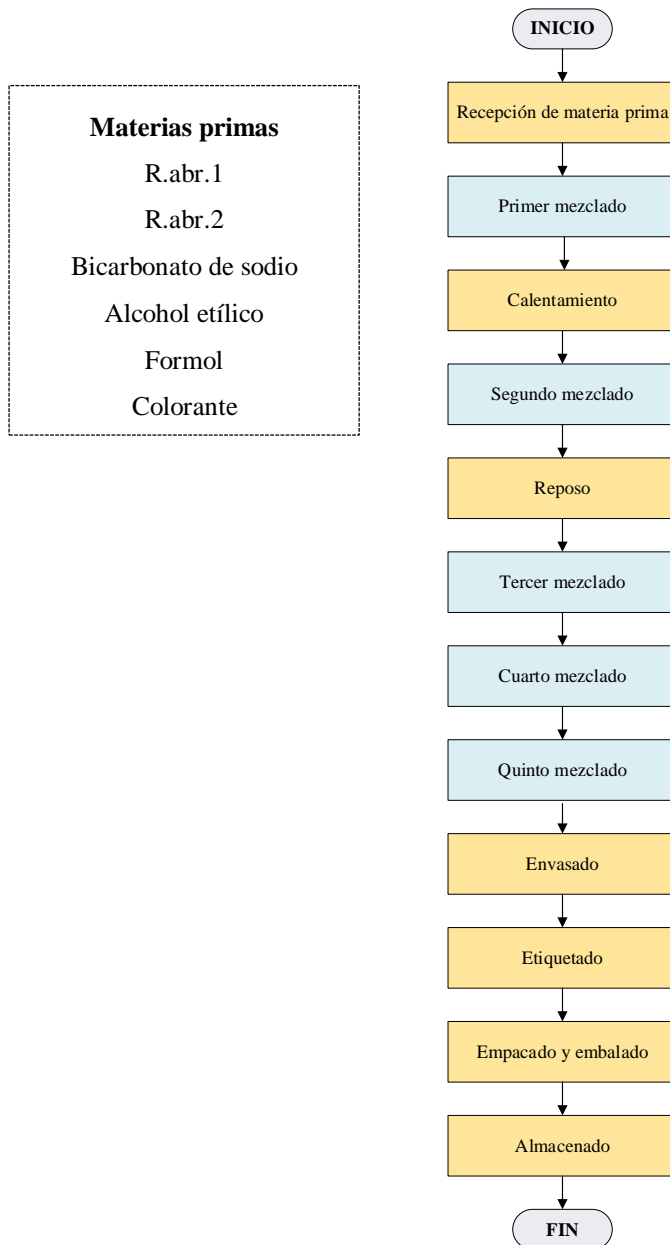 INICIO
Recepción de materia prima
Materias primas
R.abr.1
R.abr.2
Bicarbonato de sodio
Alcohol etílico
Formol
Colorante
Primer mezclado
Calentamiento
Segundo mezclado
Reposo
Tercer mezclado
Cuarto mezclado
Quinto mezclado
Envasado
Etiquetado
Empacado y embalado
Almacenado
FIN